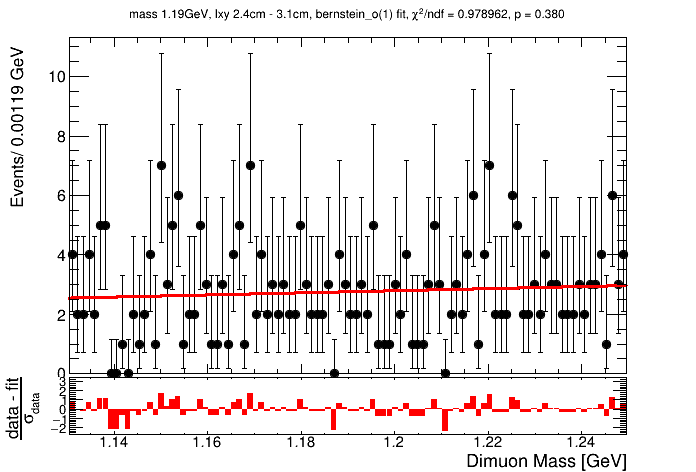 mass 1.19GeV, lxy 2.4cm - 3.1cm, bernstein_o(1) fit, χ²/ndf = 0.978962, p = 0.380
Events/ 0.00119 GeV
10
8
6
4
2
0
data - fit
σdata
3
2
1
0
−1
−2
1.14 1.16 1.18 1.2 1.22 1.24
Dimuon Mass [GeV]